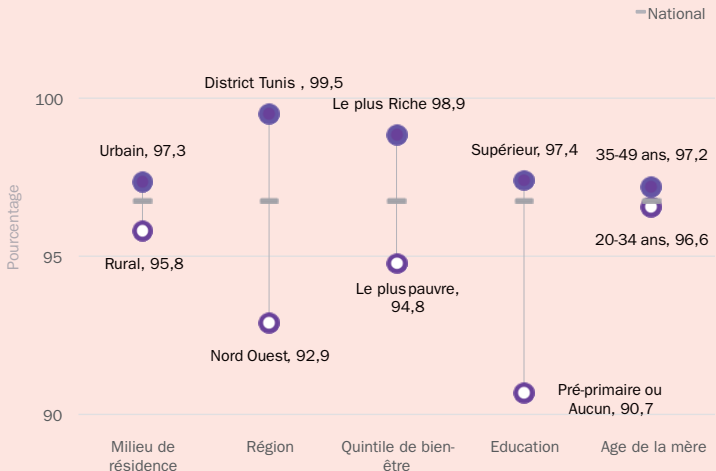 National
District Tunis , 99,5
100
Le plus Riche 98,9
Urbain, 97,3
Supérieur, 97,4
35-49 ans, 97,2
Pourcentage
20-34 ans, 96,6
95
Rural, 95,8
Le plus pauvre,
94,8
Nord Ouest, 92,9
Pré-primaire ou
Aucun, 90,7
90
Milieu de
résidence
Région
Quintile de bien-
être
Education
Age de la mère